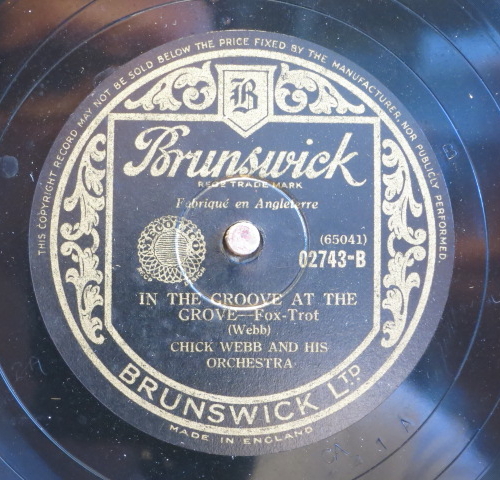 THIS COPYRIGHT RECORD MAY NOT BE SOLD BELOW THE PRICE FIXED BY THE MANUFACTURER, NOR PUBLICLY PERFORMED.
B
Brunswick
REGE TRADE MARK
Fabriqué en Angleterre
(65041)
02743-B
IN THE GROOVE AT THE
GROVE—Fox-Trot
(Webb)
CHICK WEBB AND HIS
ORCHESTRA
BRUNSWICK LTD
MADE IN ENGLAND